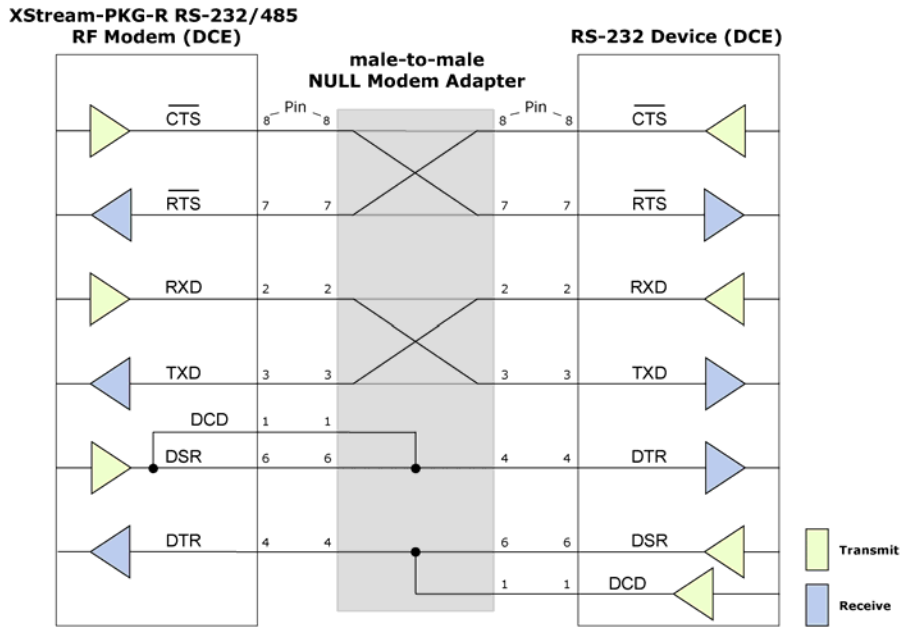 XStream-PKG-R RS-232/485
RF Modem (DCE)
RS-232 Device (DCE)
male-to-male
NULL Modem Adapter
CTS 8 Pin 8 8 Pin 8 CTS
RTS 7 7 7 7 RTS
RXD 2 2 2 2 RXD
TXD 3 3 3 3 TXD
DCD 1 1
DSR 6 6 4 4 DTR
DTR 4 4 6 6 DSR
1 1 DCD
Transmit
Receive